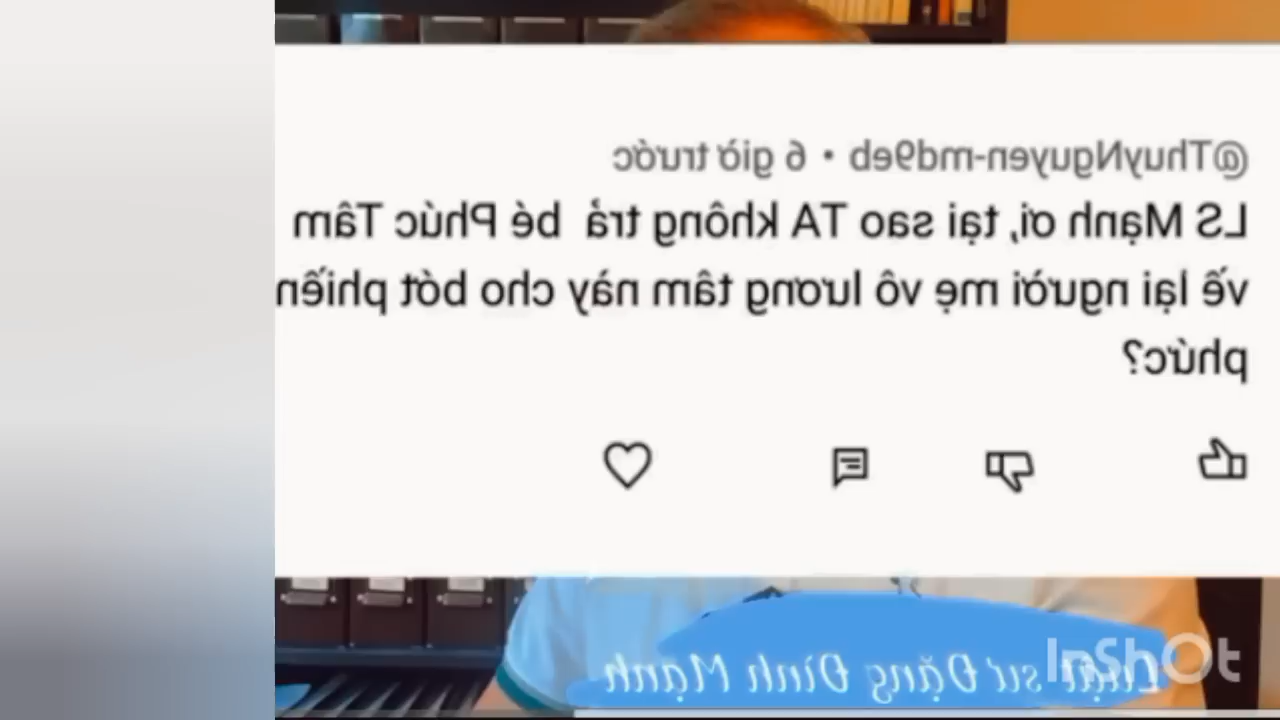 @ThuyNguyen-md9eb • 6 giờ trước
LS Mạnh ơi, tại sao TA không trả bé Phúc Tâm
về lại người mẹ vô lương tâm này cho bớt phiền
phức?
Luật sư Đặng Đình Mạnh
InShOt